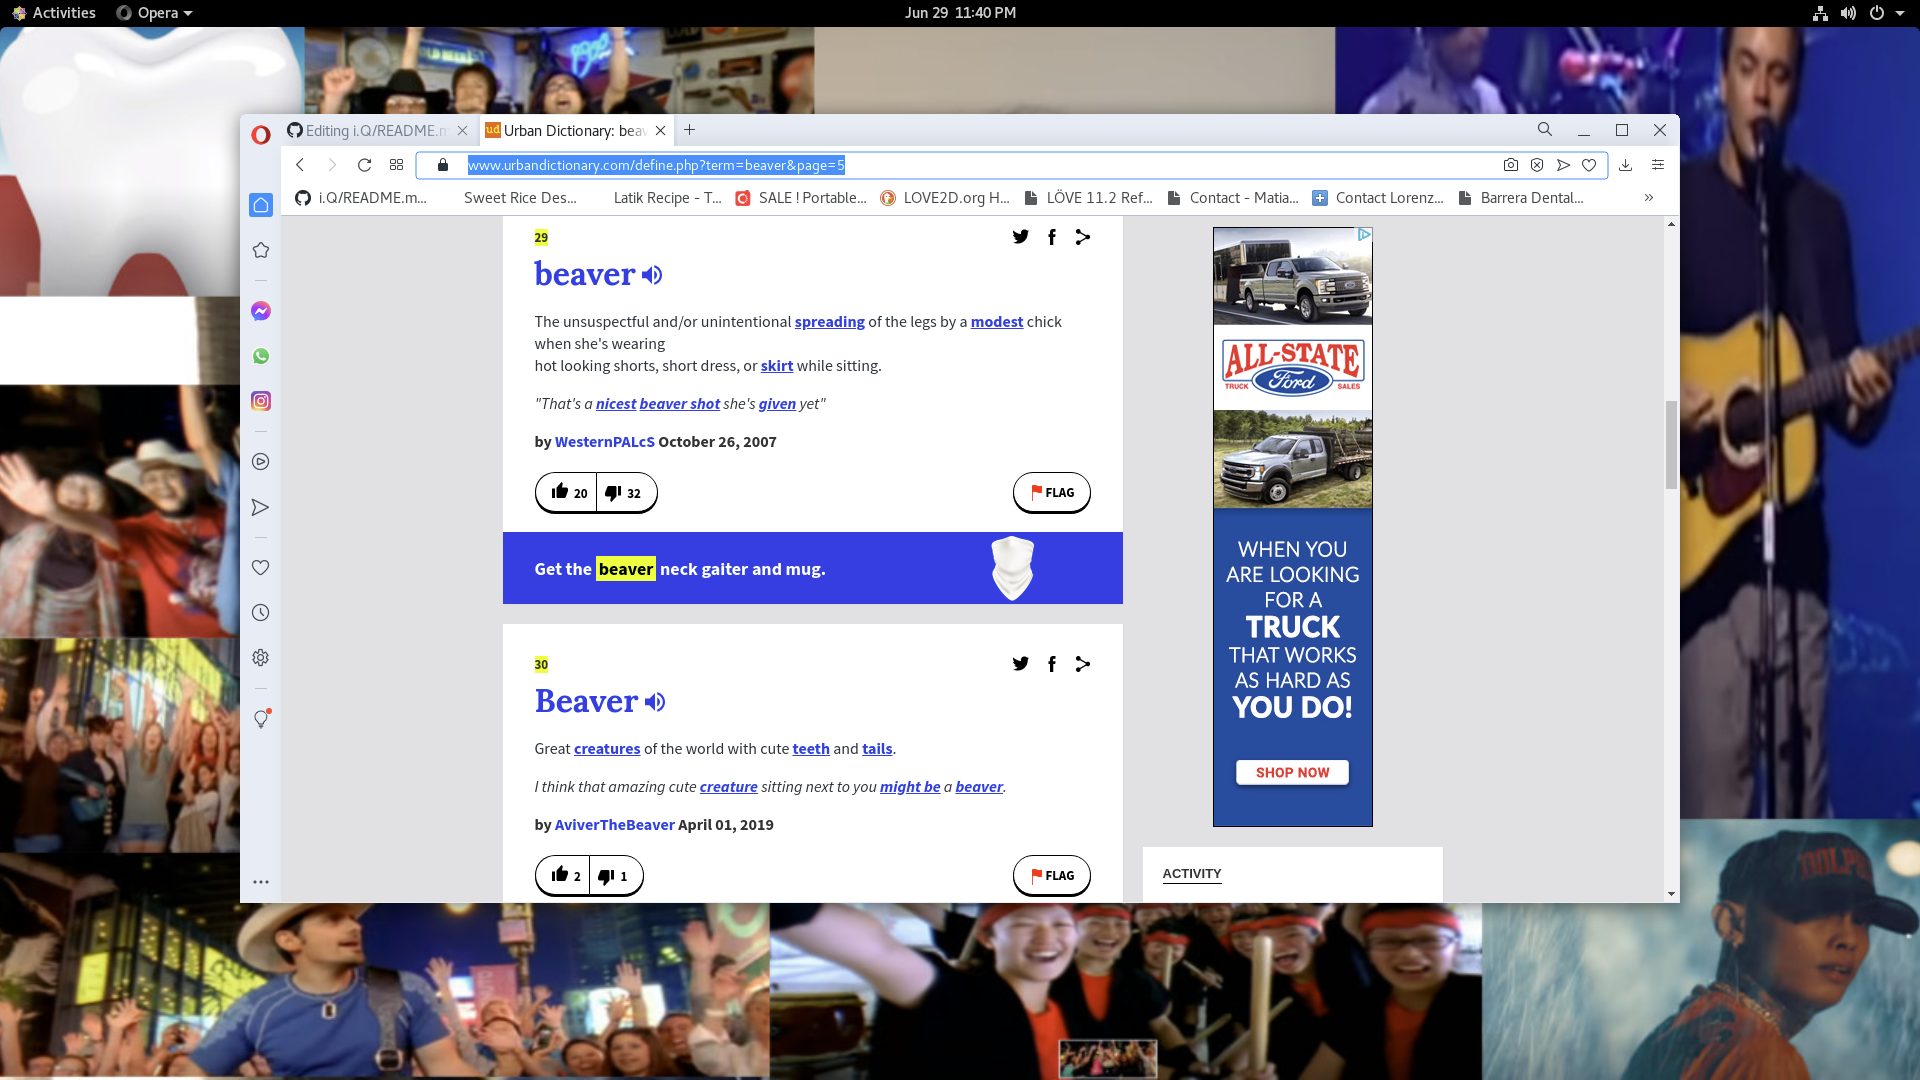 Activities
Opera
Jun 29 11:40 PM
Editing i.Q/README.m
Urban Dictionary: beav
www.urbandictionary.com/define.php?term=beaver&page=5
i.Q/README.m...
Sweet Rice Des...
Latik Recipe - T...
SALE ! Portable...
LOVE2D.org H...
LÖVE 11.2 Ref...
Contact - Matia...
Contact Lorenz...
Barrera Dental...
»
29
beaver
The unsuspectful and/or unintentional spreading of the legs by a modest chick
when she's wearing
hot looking shorts, short dress, or skirt while sitting.
"That's a nicest beaver shot she's given yet"
by WesternPALcS October 26, 2007
20
32
FLAG
Get the beaver neck gaiter and mug.
30
Beaver
Great creatures of the world with cute teeth and tails.
I think that amazing cute creature sitting next to you might be a beaver.
by AviverTheBeaver April 01, 2019
2
1
FLAG
ALL-STATE
Ford
TRUCK SALES
WHEN YOU
ARE LOOKING
FOR A
TRUCK
THAT WORKS
AS HARD AS
YOU DO!
SHOP NOW
ACTIVITY